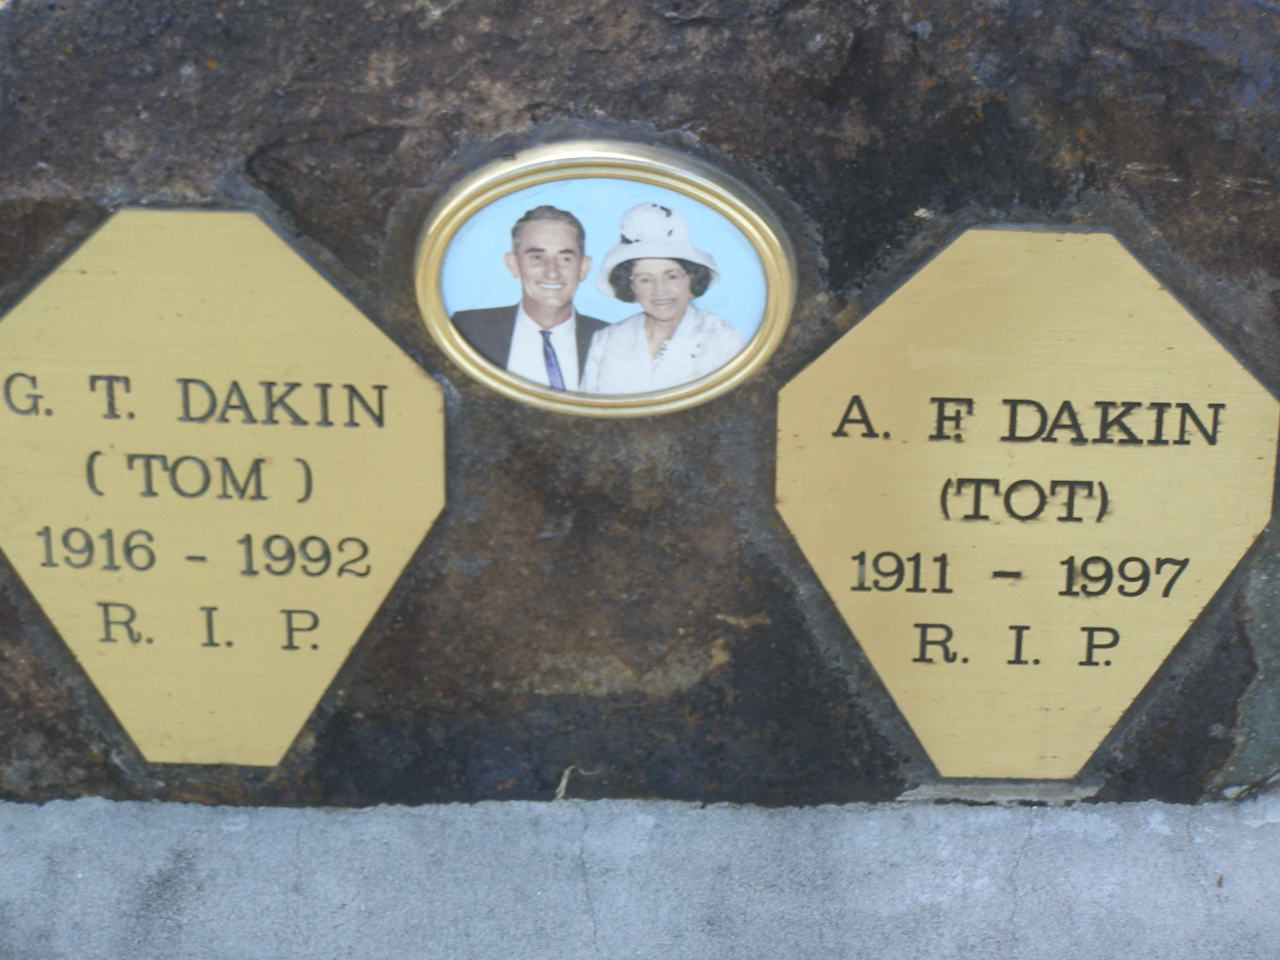 G. T. DAKIN
( TOM )
1916 - 1992
R. I. P.
A. F. DAKIN
(TOT)
1911 - 1997
R. I. P.